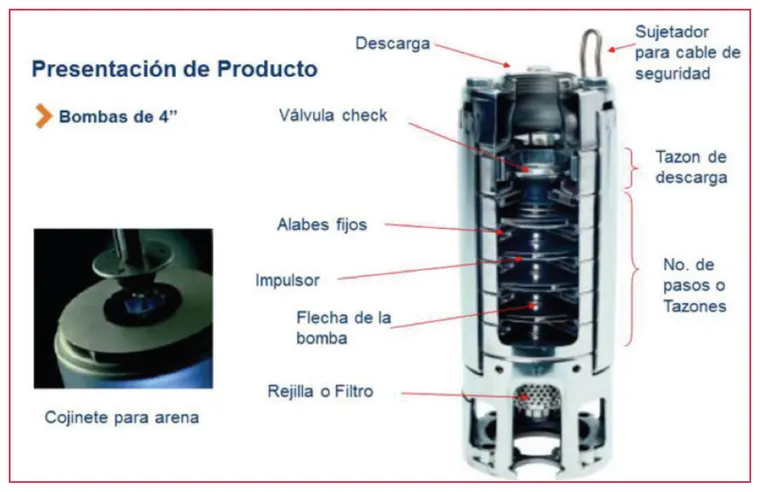 Presentación de Producto
Bombas de 4”
Descarga
Sujetador
para cable de
seguridad
Válvula check
Tazon de
descarga
Alabes fijos
Impulsor
No. de
pasos o
Tazones
Flecha de la
bomba
Rejilla o Filtro
Cojinete para arena